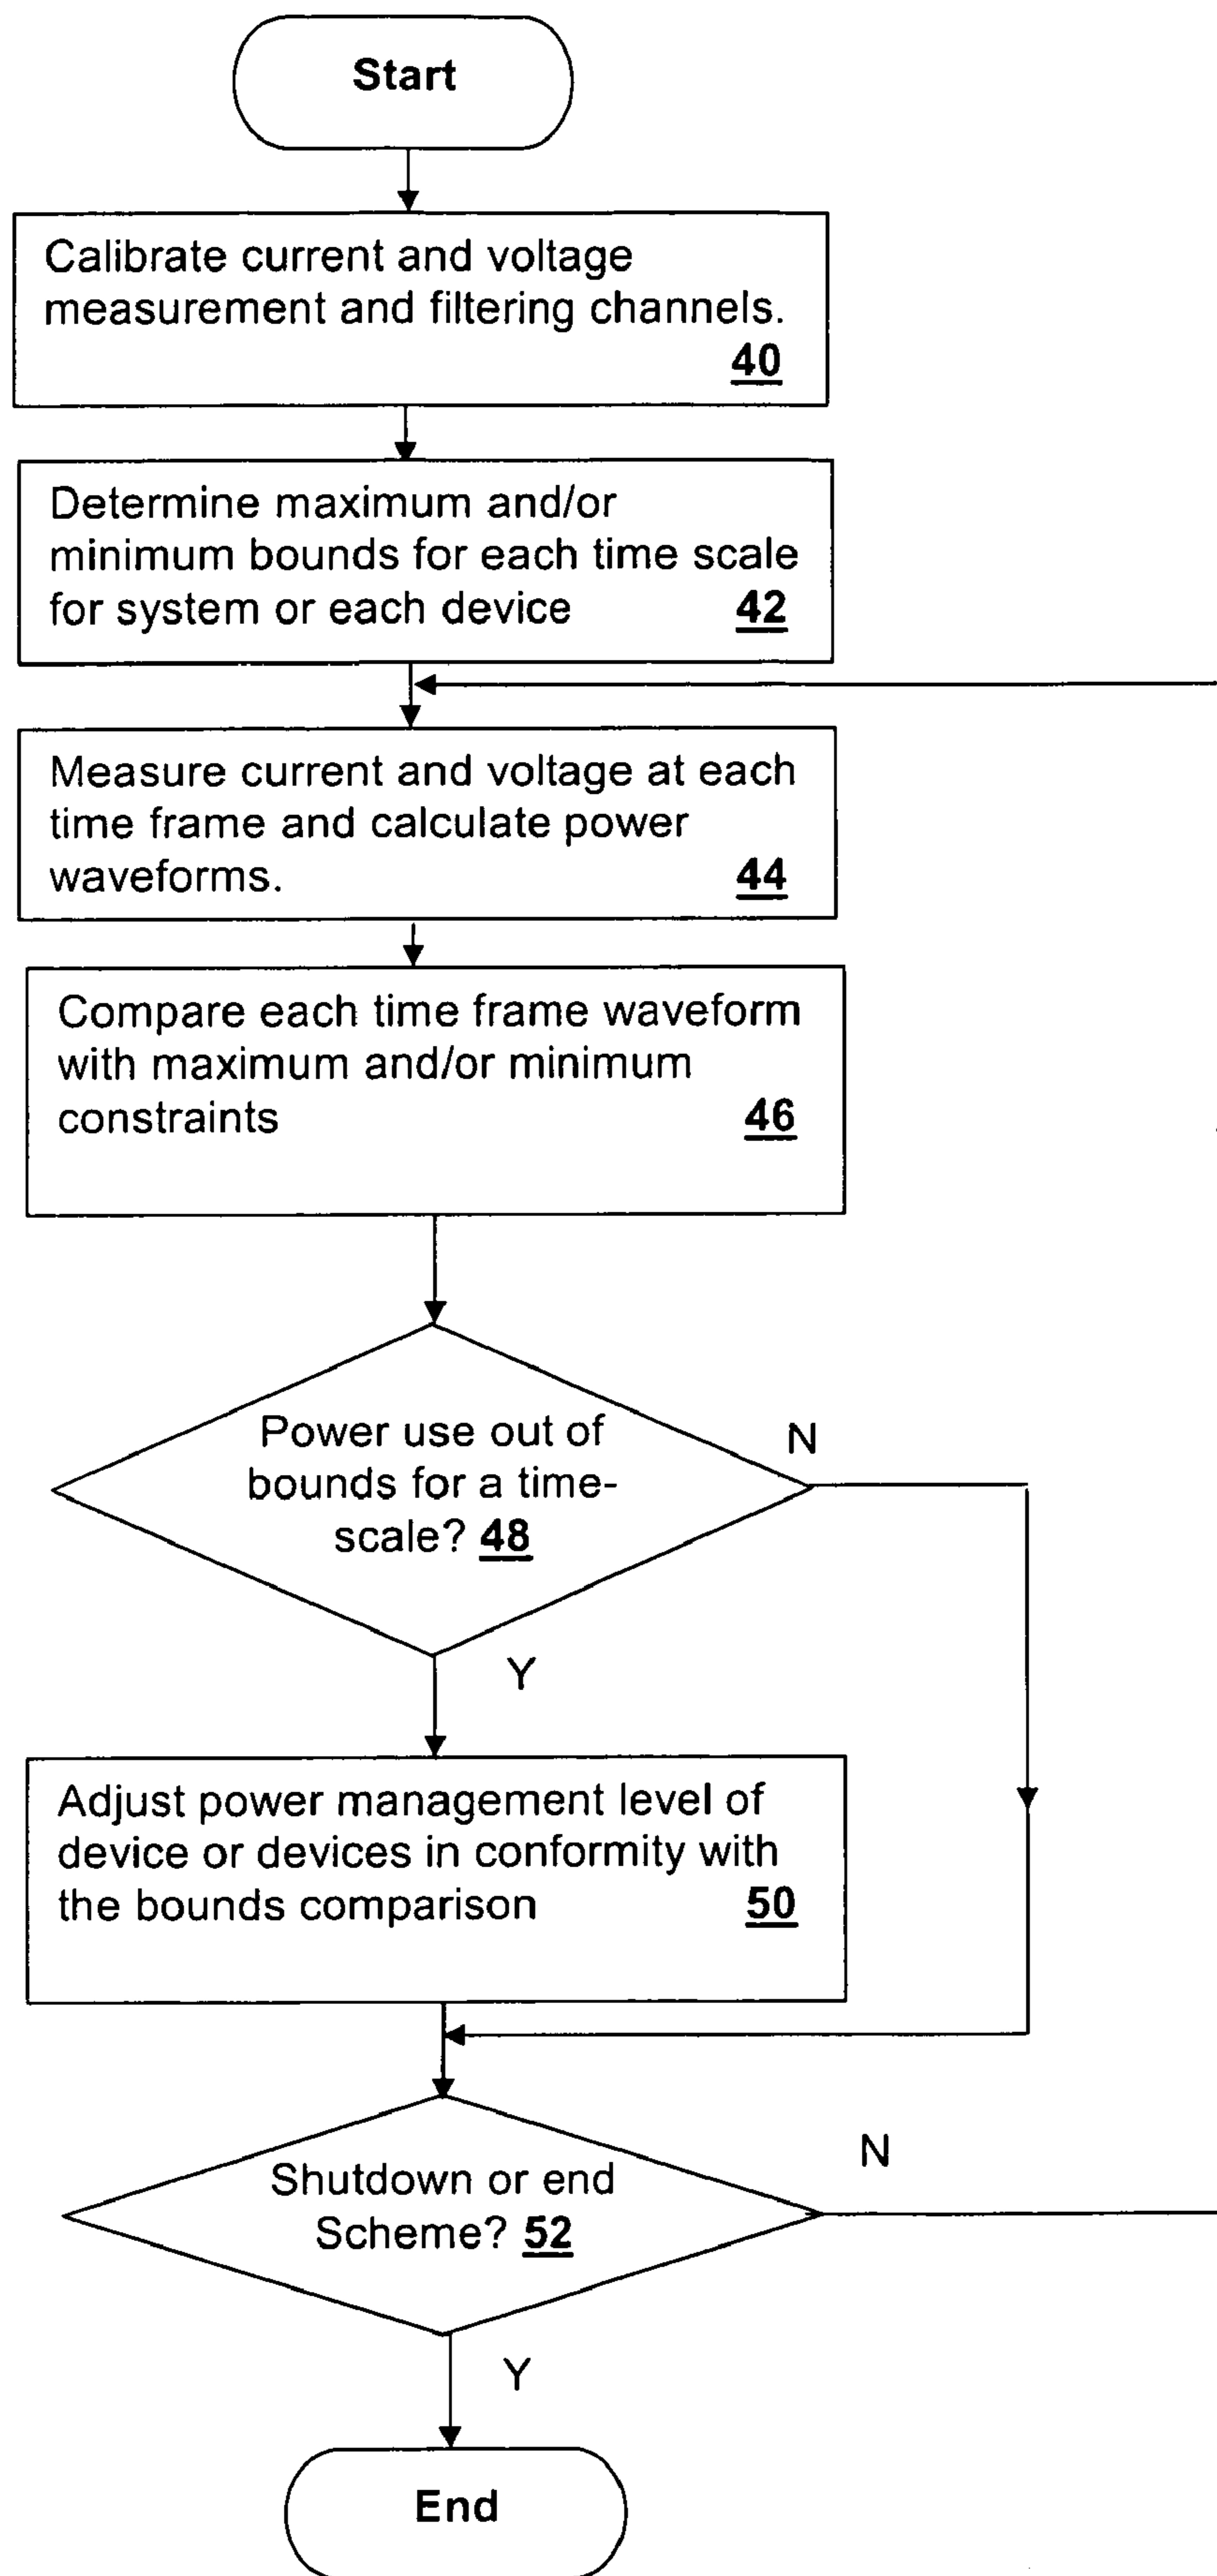 Start
Calibrate current and voltage
measurement and filtering channels.
40
Determine maximum and/or
minimum bounds for each time scale
for system or each device 42
Measure current and voltage at each
time frame and calculate power
waveforms. 44
Compare each time frame waveform
with maximum and/or minimum
constraints 46
Power use out of
bounds for a time-
scale? 48
N
Y
Adjust power management level of
device or devices in conformity with
the bounds comparison 50
N
Shutdown or end
Scheme? 52
Y
End